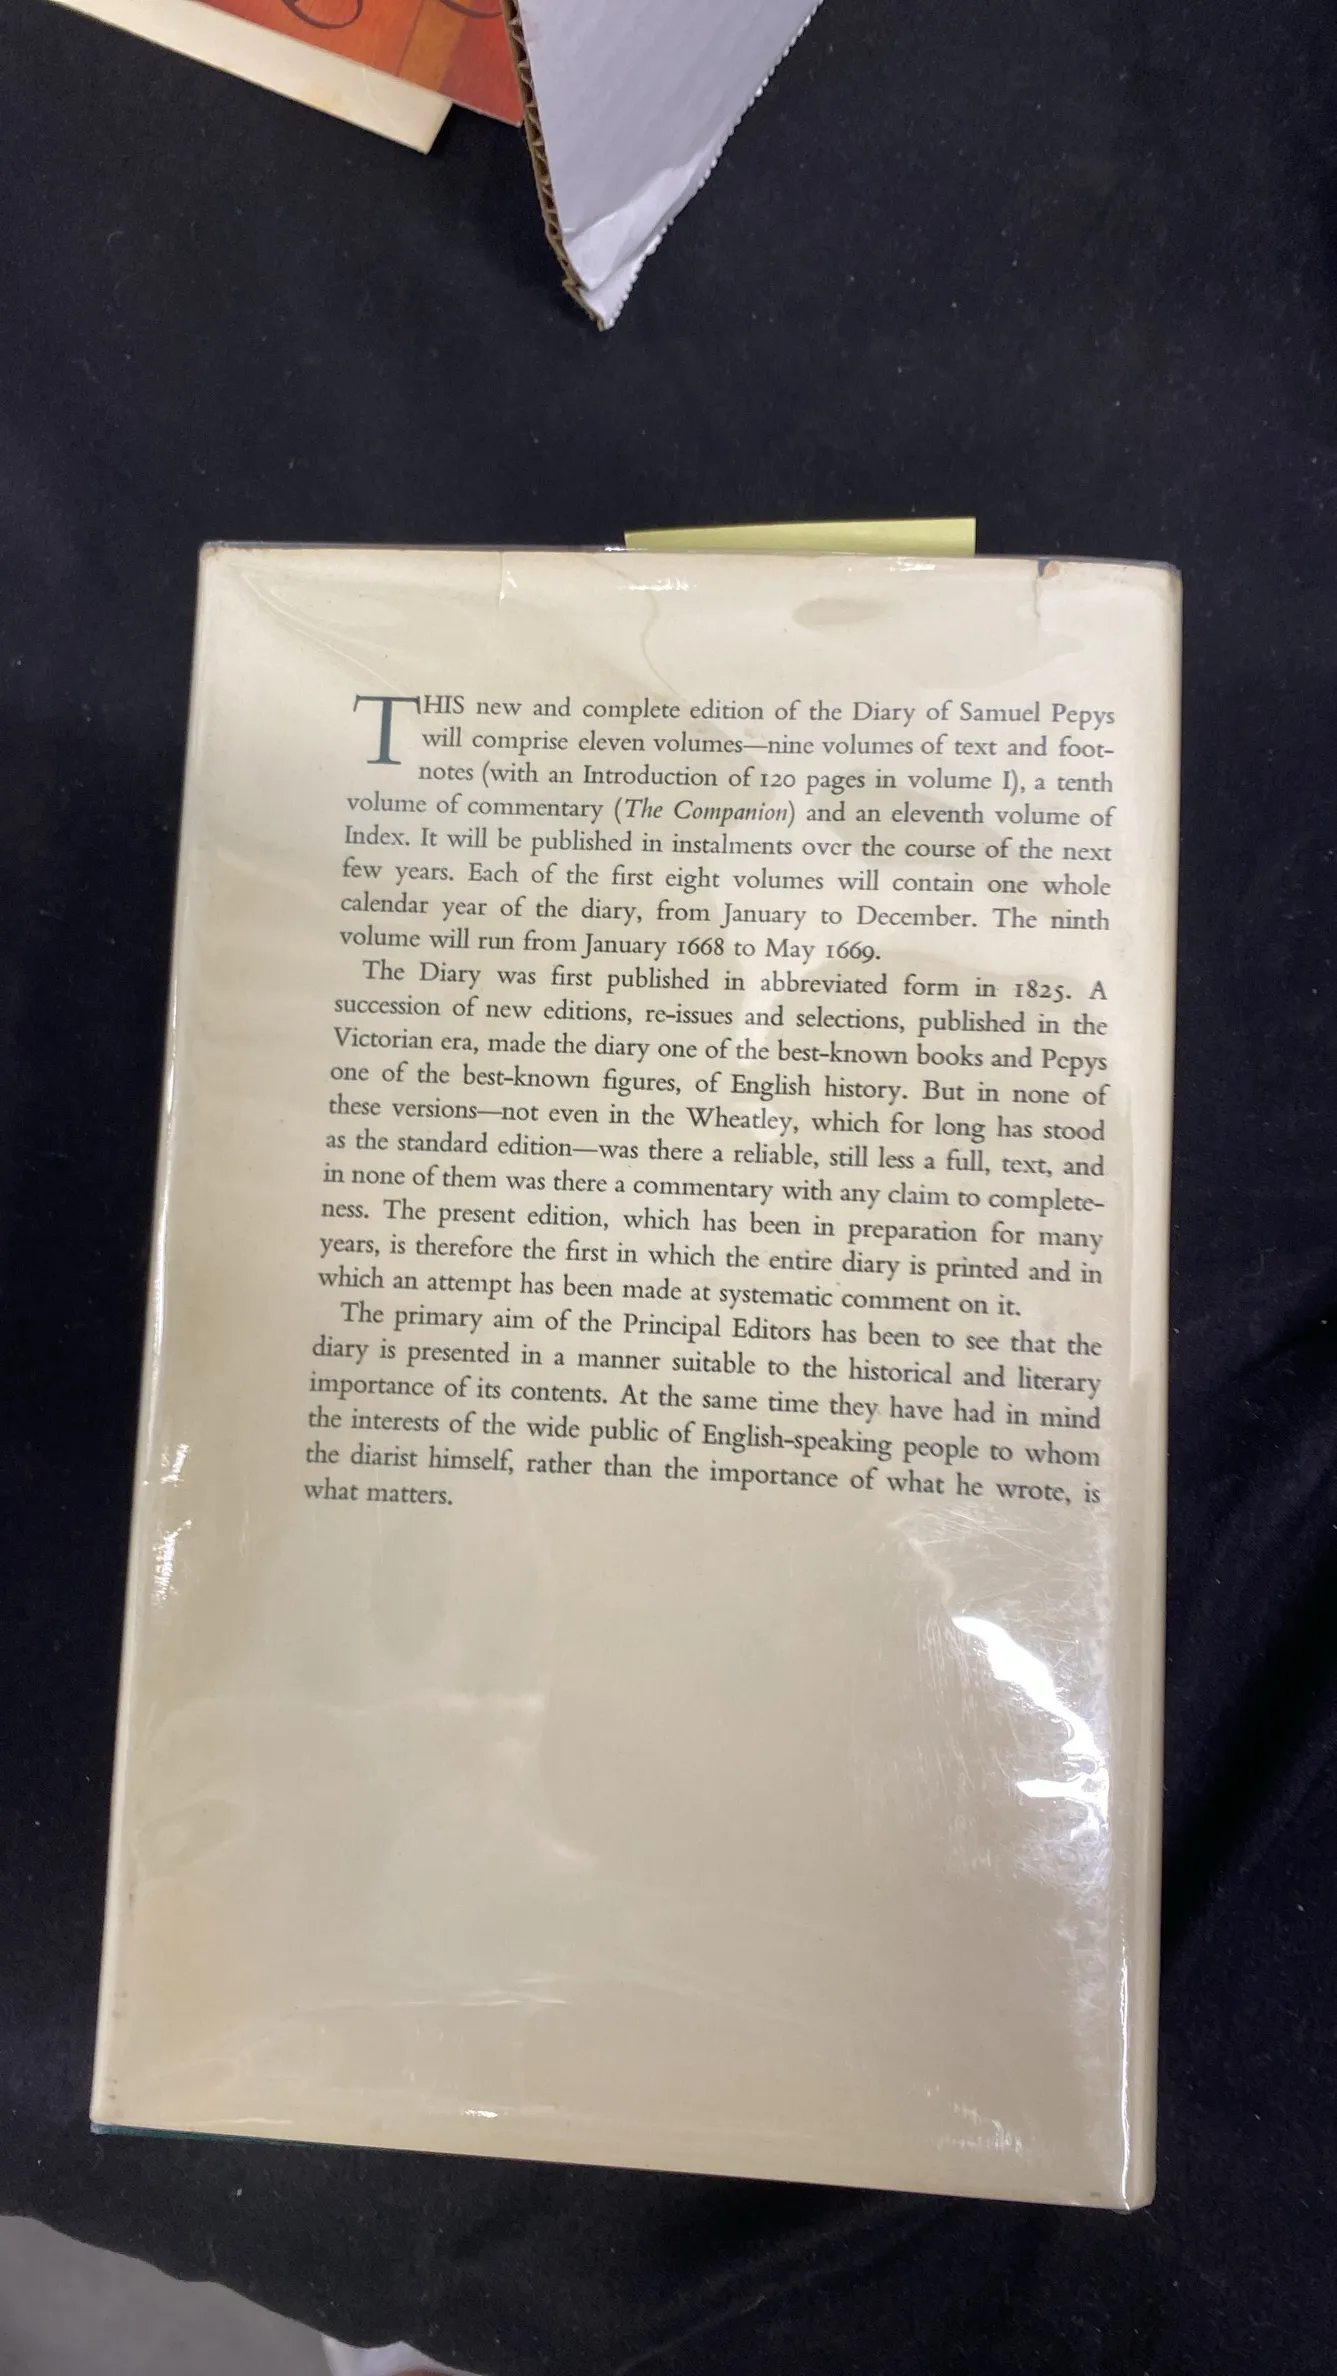 THIS new and complete edition of the Diary of Samuel Pepys
will comprise eleven volumes—nine volumes of text and foot-
notes (with an Introduction of 120 pages in volume I), a tenth
volume of commentary (The Companion) and an eleventh volume of
Index. It will be published in instalments over the course of the next
few years. Each of the first eight volumes will contain one whole
calendar year of the diary, from January to December. The ninth
volume will run from January 1668 to May 1669.
The Diary was first published in abbreviated form in 1825. A
succession of new editions, re-issues and selections, published in the
Victorian era, made the diary one of the best-known books and Pepys
one of the best-known figures, of English history. But in none of
these versions—not even in the Wheatley, which for long has stood
as the standard edition—was there a reliable, still less a full, text, and
in none of them was there a commentary with any claim to complete-
ness. The present edition, which has been in preparation for many
years, is therefore the first in which the entire diary is printed and in
which an attempt has been made at systematic comment on it.
The primary aim of the Principal Editors has been to see that the
diary is presented in a manner suitable to the historical and literary
importance of its contents. At the same time they have had in mind
the interests of the wide public of English-speaking people to whom
the diarist himself, rather than the importance of what he wrote, is
what matters.